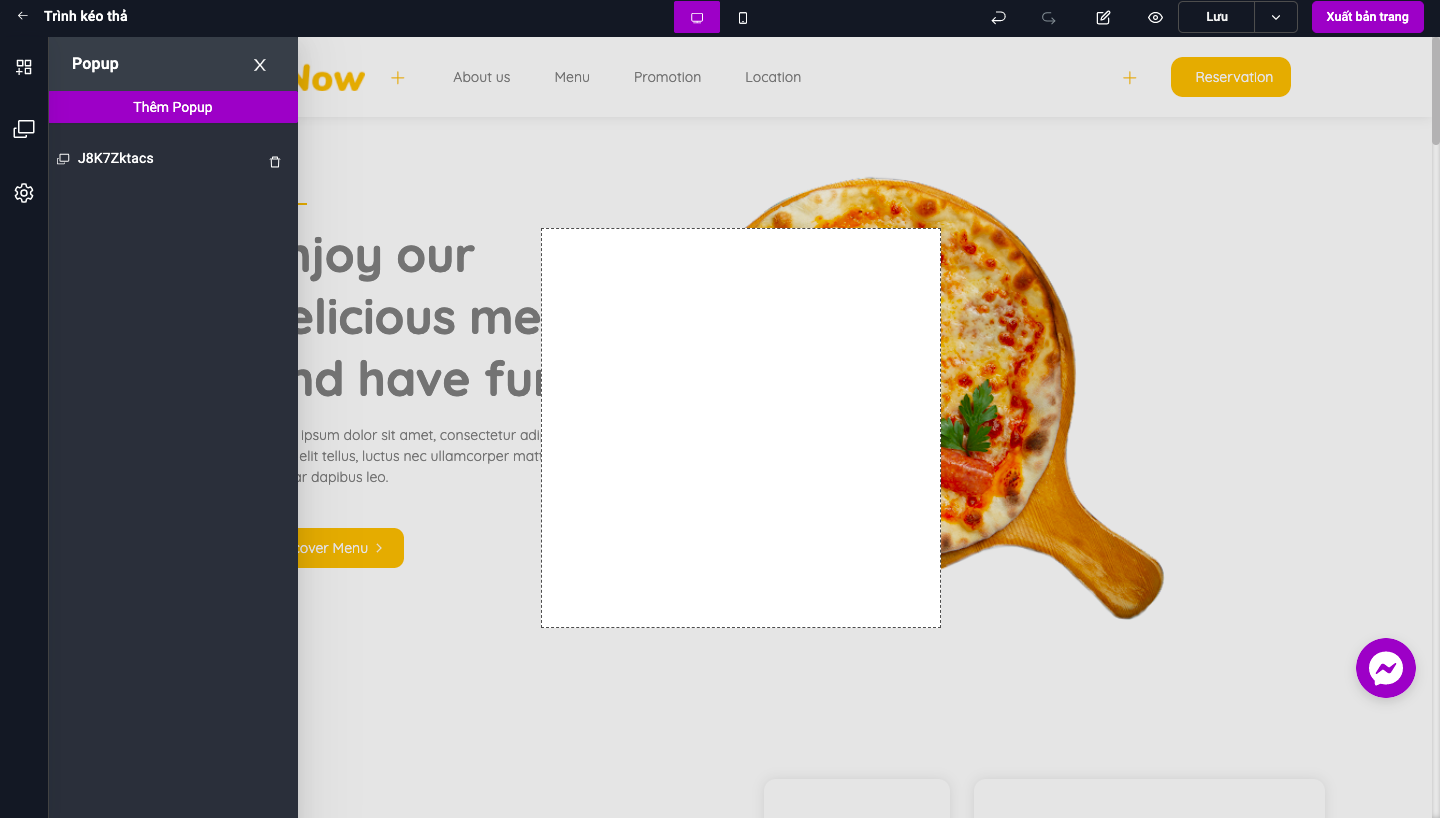 Trình kéo thả
Lưu
Xuất bản trang
Popup
Thêm Popup
J8K7Zktacs
Now
About us
Menu
Promotion
Location
Reservation
njoy our
elicious me
nd have fu
ipsum dolor sit amet, consectetur adi
elit tellus, luctus nec ullamcorper mat
ar dapibus leo.
cover Menu